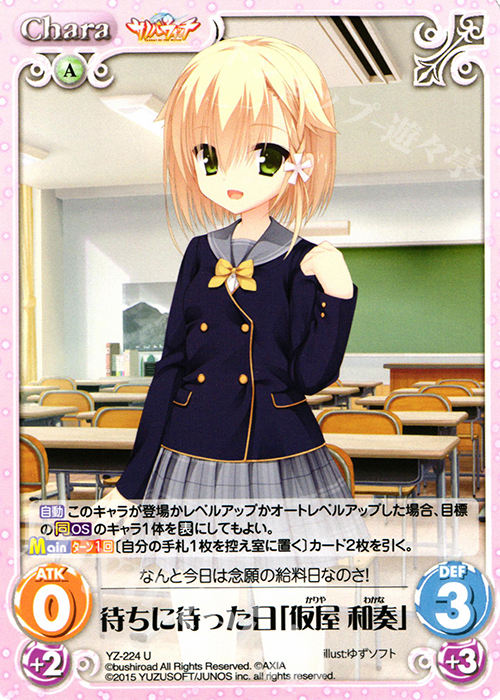 Chara
サノバウィッチ
A
自動 このキャラが登場かレベルアップかオートレベルアップした場合、目標
の同OSのキャラ1体を表にしてもよい。
Main ターン1回 〔自分の手札1枚を控え室に置く〕カード2枚を引く。
なんと今日は念願の給料日なのさ!
ATK
0
+2
かりや わかな
待ちに待った日「仮屋 和奏」
DEF
3
+3
YZ-224 U
illust:ゆずソフト
©bushiroad All Rights Reserved. ©AXIA
©2015 YUZUSOFT/JUNOS inc. all rights reserved.